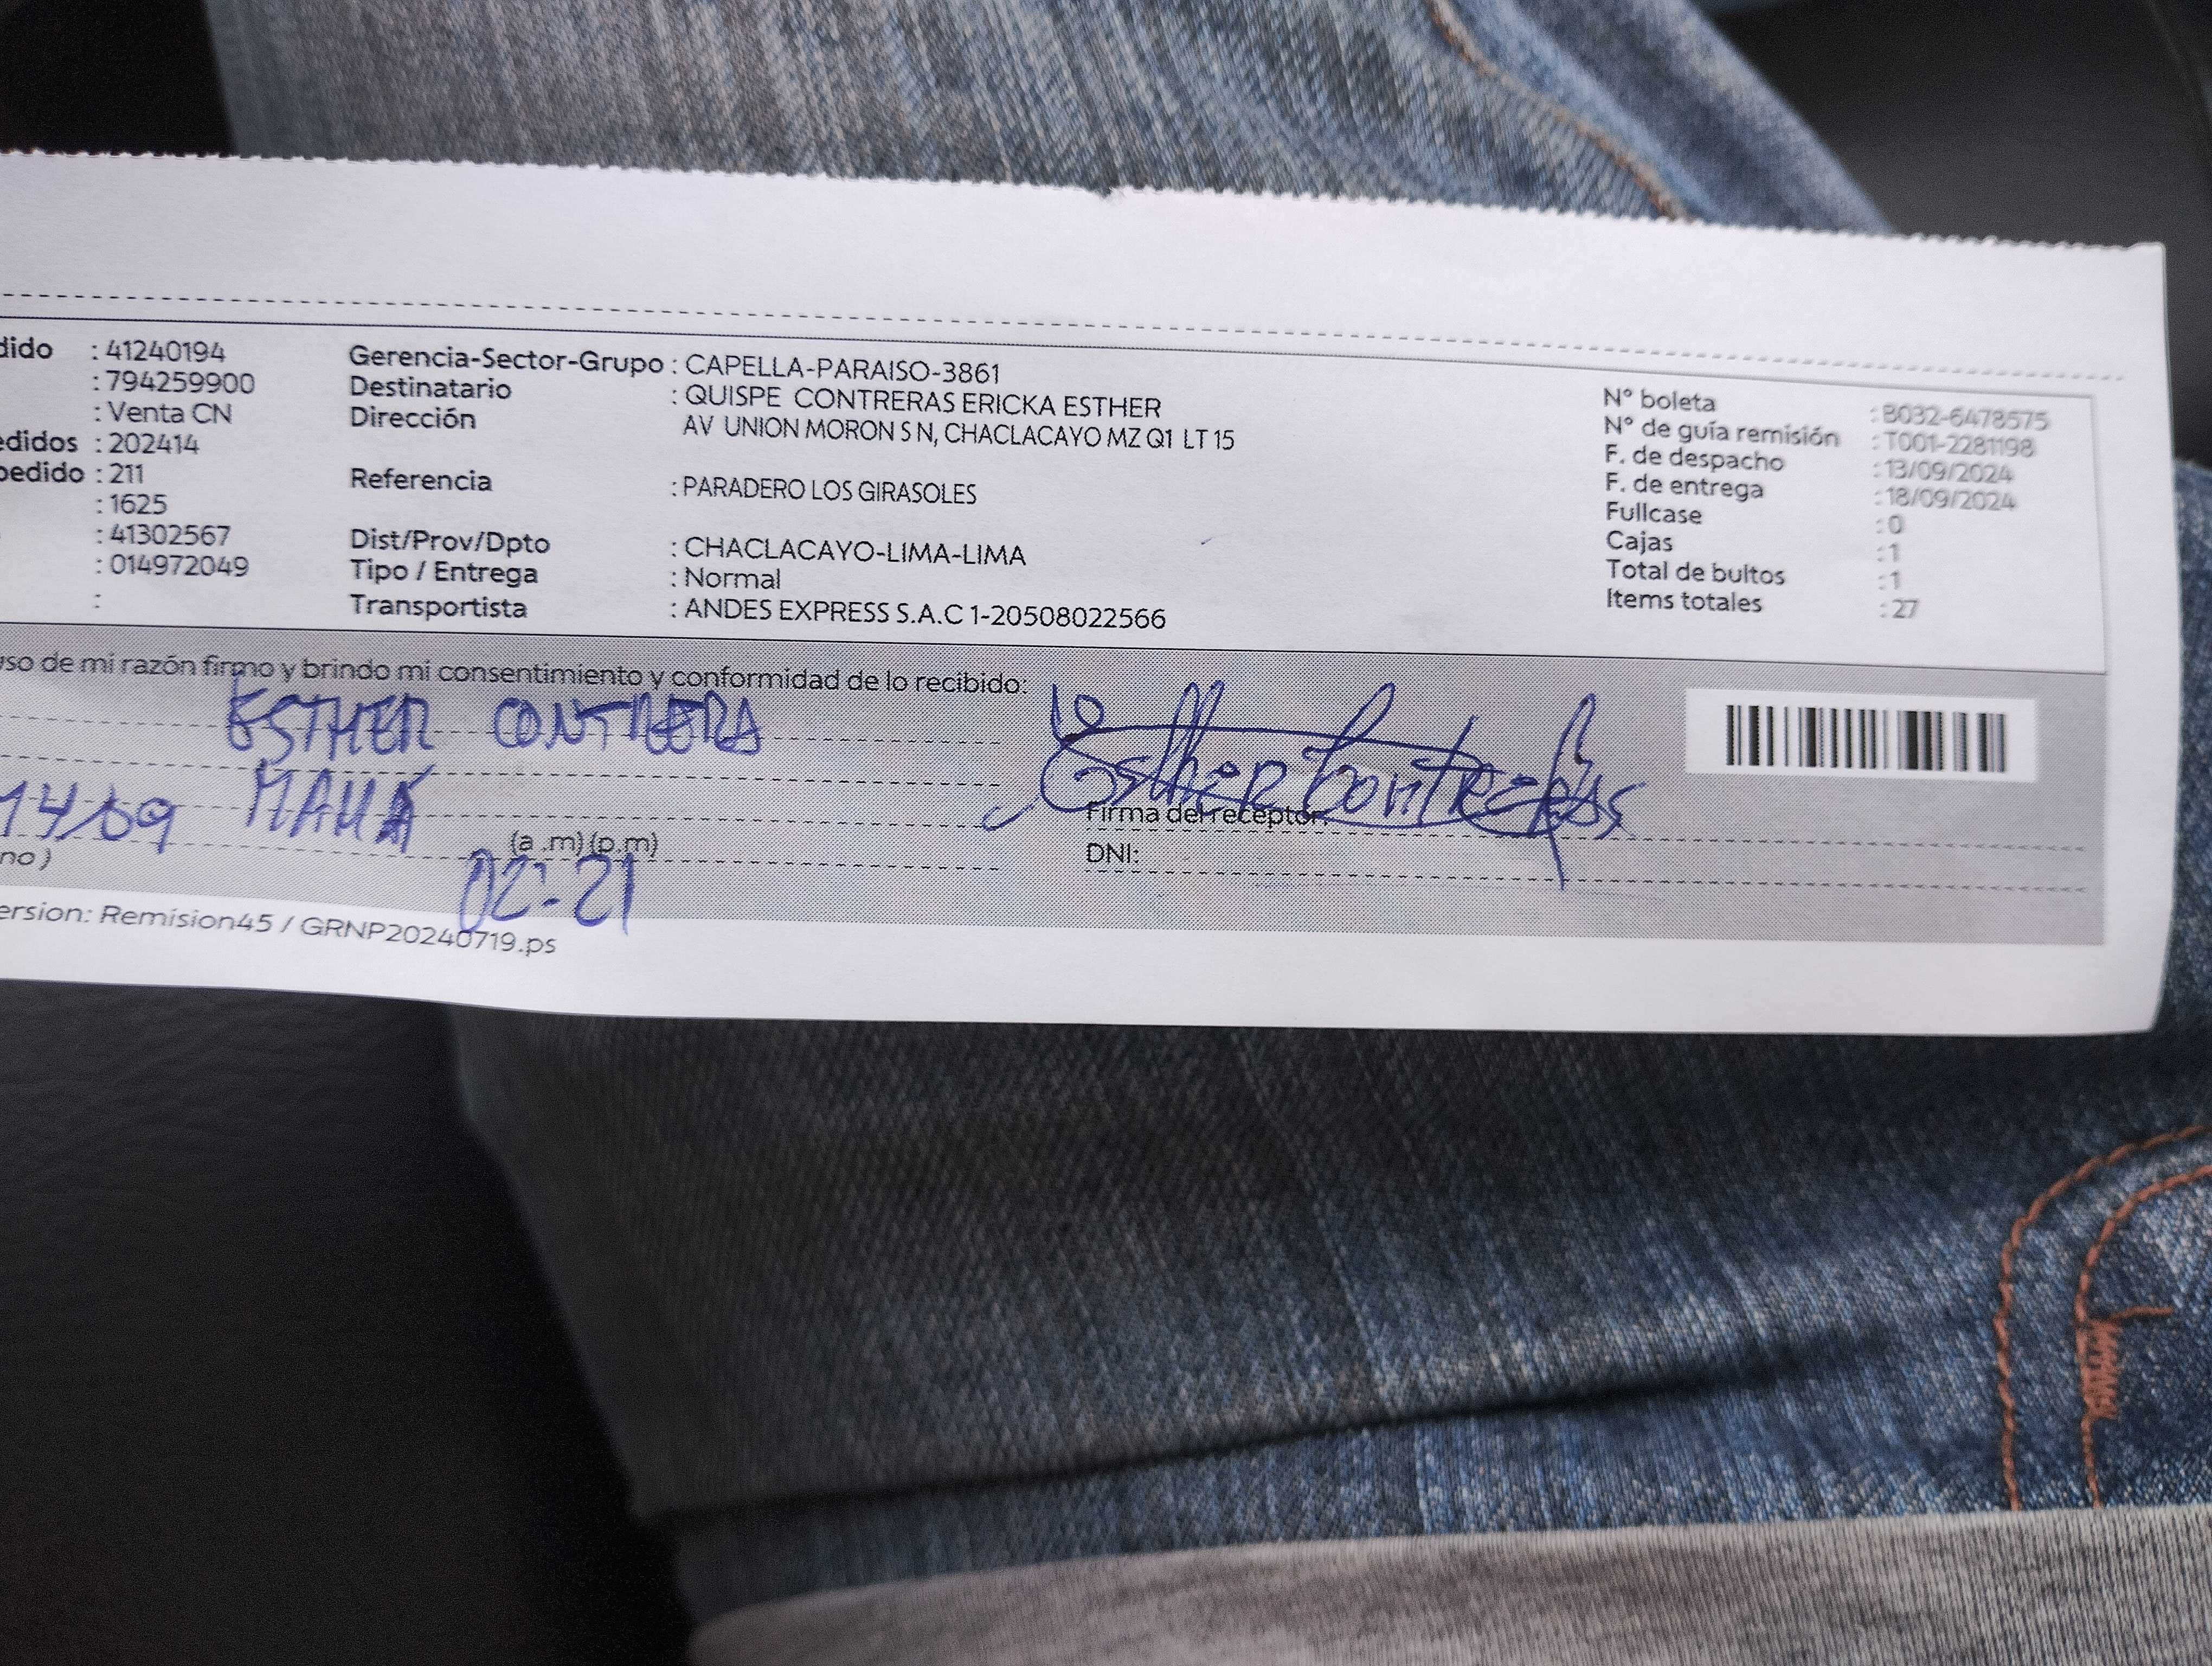 dido : 41240194
: 794259900
: Venta CN
edidos : 202414
pedido : 211
: 1625
: 41302567
: 014972049
:
Gerencia-Sector-Grupo : CAPELLA-PARAISO-3861
Destinatario : QUISPE CONTRERAS ERICKA ESTHER
Dirección AV UNION MORON S N, CHACLACAYO MZ Q1 LT 15
Referencia : PARADERO LOS GIRASOLES
Dist/Prov/Dpto : CHACLACAYO-LIMA-LIMA
Tipo / Entrega : Normal
Transportista : ANDES EXPRESS S.A.C 1-20508022566
N° boleta : B032-6478575
N° de guía remisión : T001-2281198
F. de despacho : 13/09/2024
F. de entrega : 18/09/2024
Fullcase : 0
Cajas : 1
Total de bultos : 1
Items totales : 27
uso de mi razón firmo y brindo mi consentimiento y conformidad de lo recibido:
ESTHER CONTRERA
14/09 MAMÁ
no) (a .m) (p.m)
02:21
Esther Contreras
Firma del receptor:
DNI:
ersion: Remision45 / GRNP20240719.ps